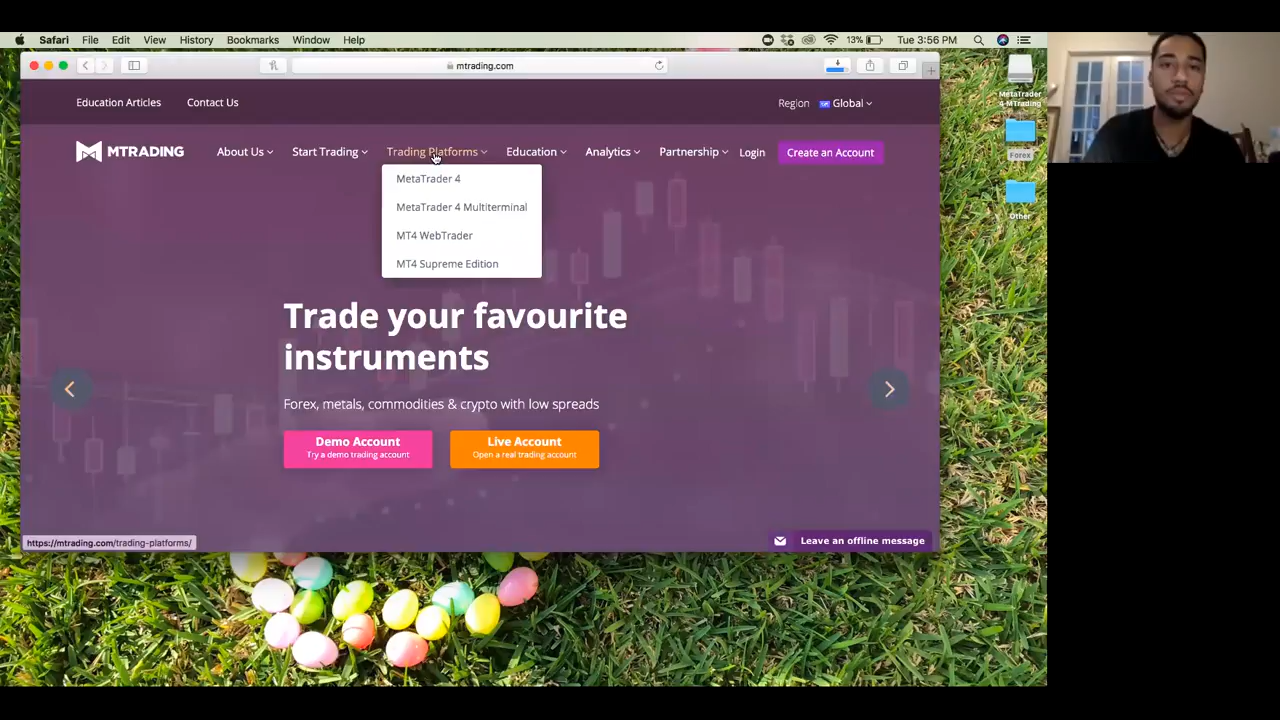 Safari File Edit View History Bookmarks Window Help
13% Tue 3:56 PM
mtrading.com
MetaTrader
4 MTrading
Forex
Other
Education Articles Contact Us
Region Global
MTRADING
About Us Start Trading Trading Platforms Education Analytics Partnership Login Create an Account
MetaTrader 4
MetaTrader 4 Multiterminal
MT4 WebTrader
MT4 Supreme Edition
Trade your favourite
instruments
Forex, metals, commodities & crypto with low spreads
Demo Account
Try a demo trading account
Live Account
Open a real trading account
https://mtrading.com/trading-platforms/
Leave an offline message